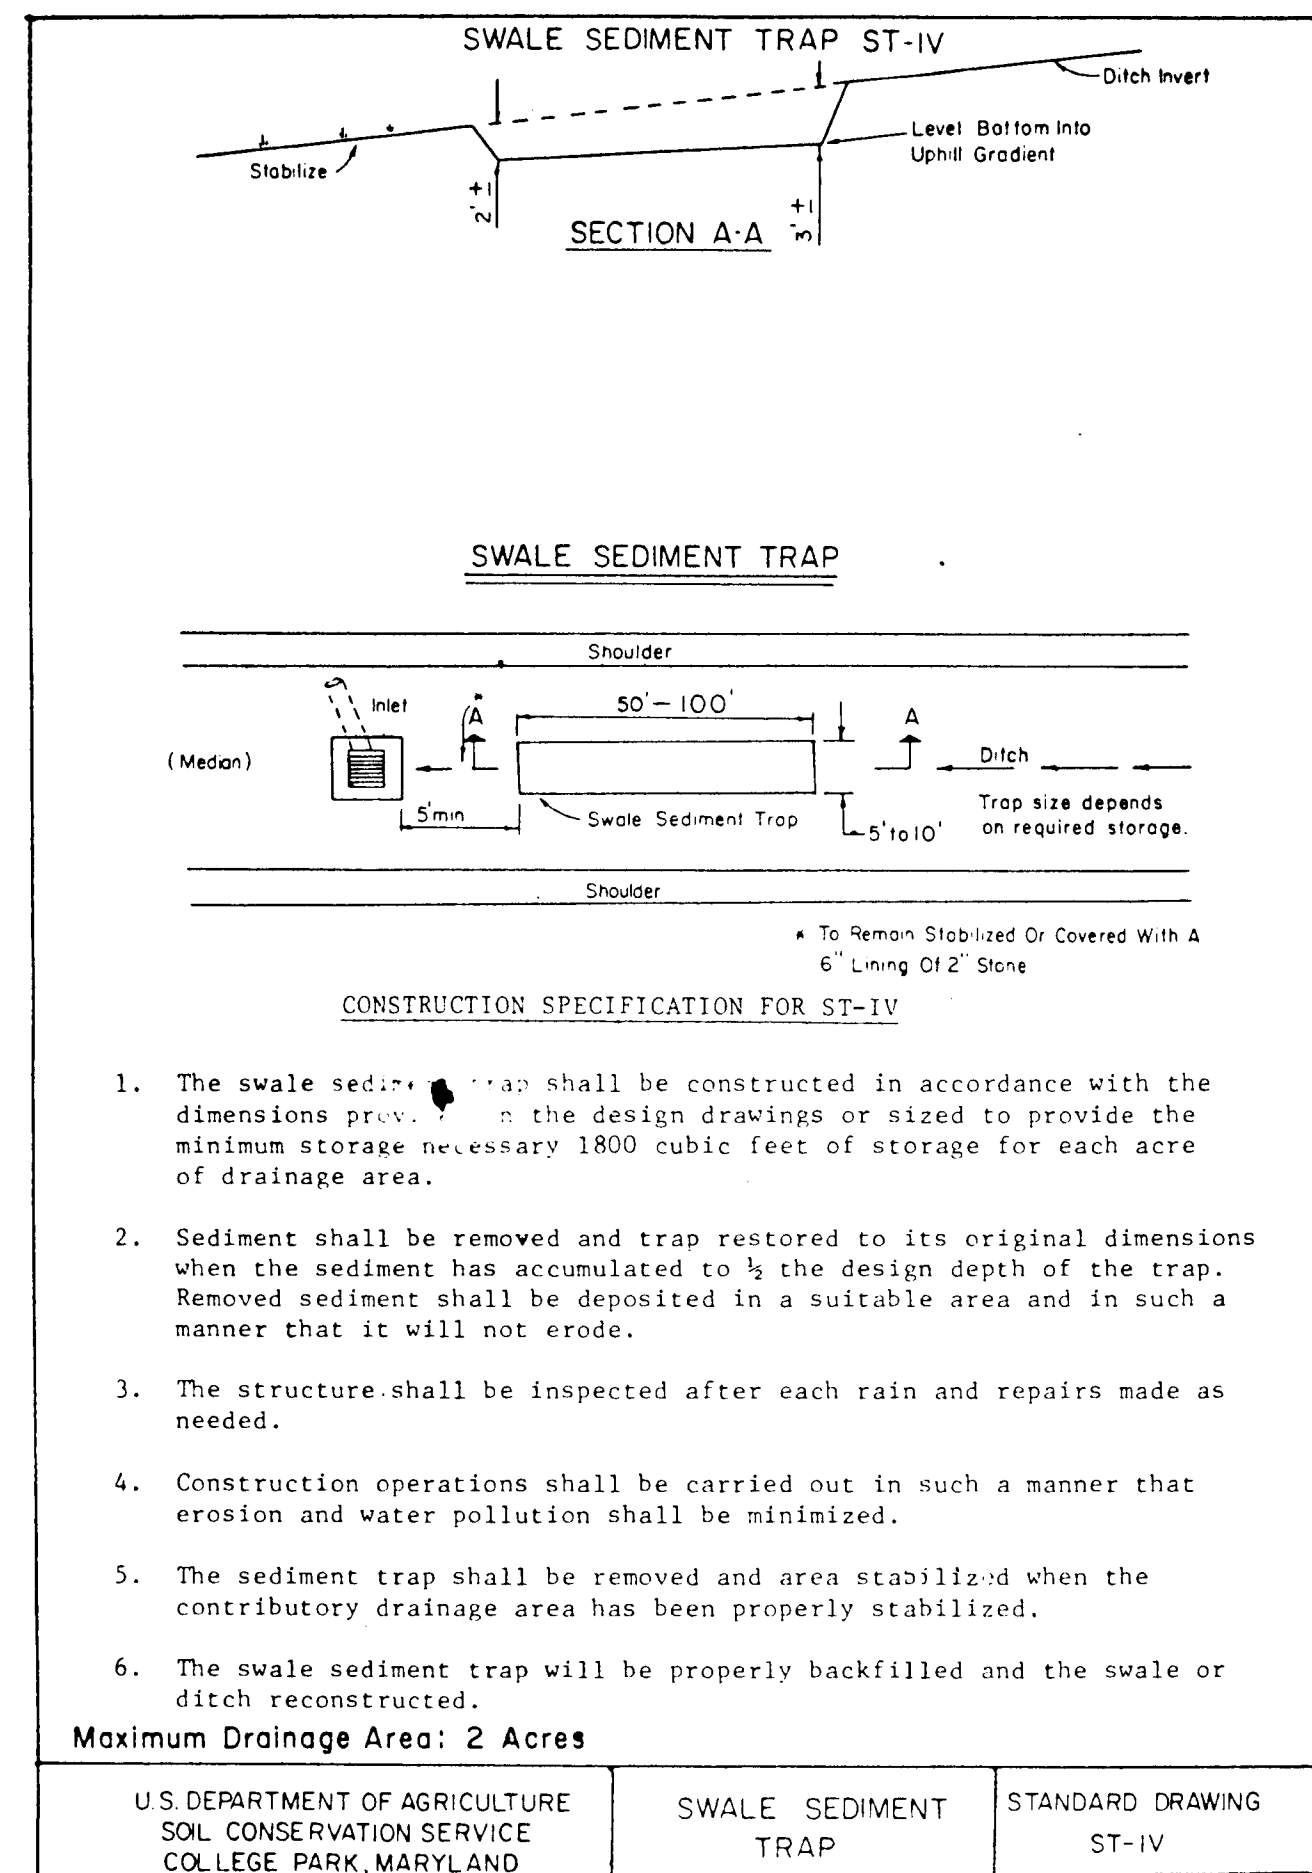 SWALE SEDIMENT TRAP ST-IV
Ditch Invert
Level Bottom Into
Uphill Gradient
Stabilize
2' ±
3' ±
SECTION A-A
SWALE SEDIMENT TRAP
Shoulder
Inlet
*
A
50' - 100'
A
(Median)
Ditch
5' min
Swale Sediment Trap
5' to 10'
Trap size depends
on required storage.
Shoulder
* To Remain Stabilized Or Covered With A
6" Lining Of 2" Stone
CONSTRUCTION SPECIFICATION FOR ST-IV
1. The swale shall be constructed in accordance with the
dimensions the design drawings or sized to provide the
minimum storage necessary 1800 cubic feet of storage for each acre
of drainage area.
2. Sediment shall be removed and trap restored to its original dimensions
when the sediment has accumulated to ½ the design depth of the trap.
Removed sediment shall be deposited in a suitable area and in such a
manner that it will not erode.
3. The structure shall be inspected after each rain and repairs made as
needed.
4. Construction operations shall be carried out in such a manner that
erosion and water pollution shall be minimized.
5. The sediment trap shall be removed and area stabilized when the
contributory drainage area has been properly stabilized.
6. The swale sediment trap will be properly backfilled and the swale or
ditch reconstructed.
Maximum Drainage Area: 2 Acres
U.S. DEPARTMENT OF AGRICULTURE
SOIL CONSERVATION SERVICE
COLLEGE PARK, MARYLAND
SWALE SEDIMENT
TRAP
STANDARD DRAWING
ST-IV